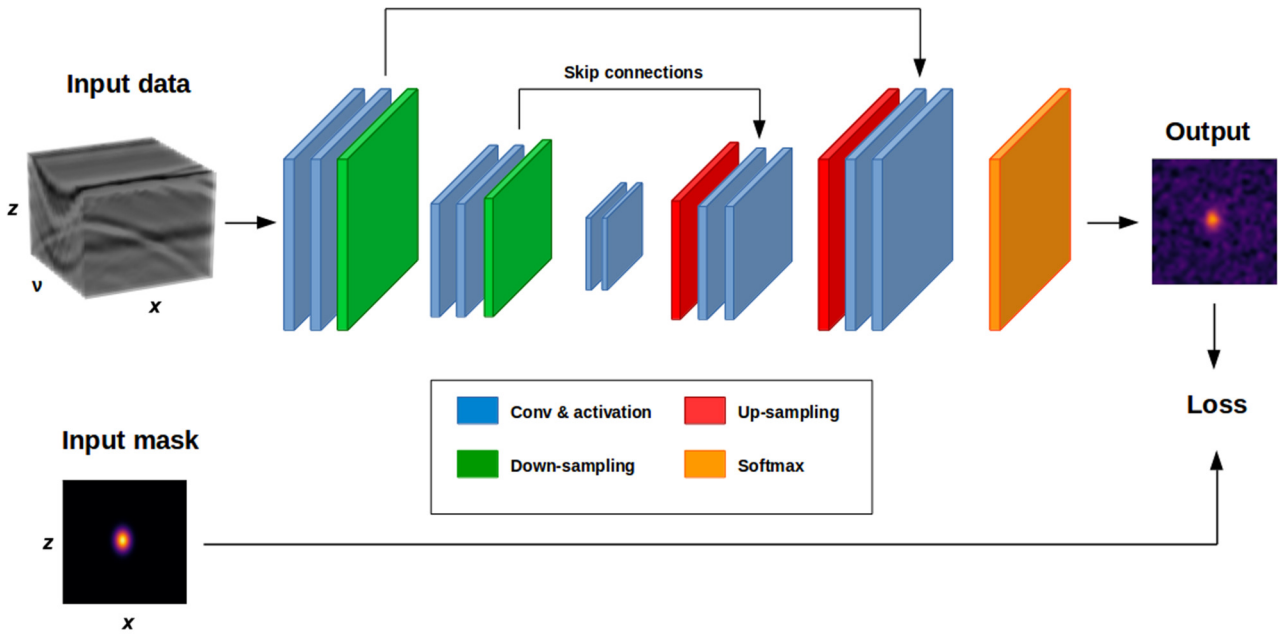 Skip connections
Input data
Output
z
ν
x
Loss
Conv & activation
Up-sampling
Input mask
Down-sampling
Softmax
z
x